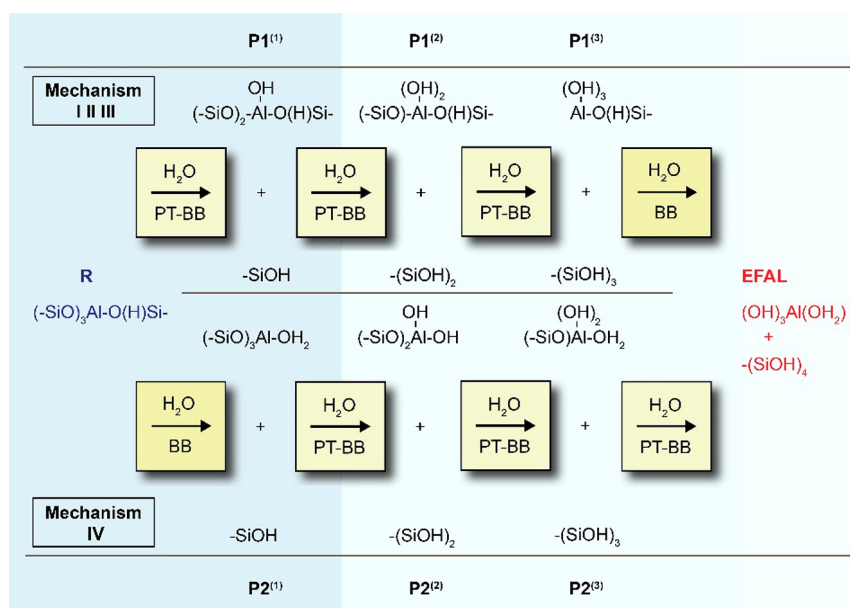 P1(1) P1(2) P1(3)
Mechanism
I II III
OH (OH)2 (OH)3
(-SiO)2-Al-O(H)Si- (-SiO)-Al-O(H)Si- Al-O(H)Si-
H2O H2O H2O H2O
+ + +
PT-BB PT-BB PT-BB BB
R -SiOH -(SiOH)2 -(SiOH)3 EFAL
(-SiO)3Al-O(H)Si- (OH)3Al(OH2)
OH (OH)2
(-SiO)3Al-OH2 (-SiO)2Al-OH (-SiO)Al-OH2
+
-(SiOH)4
H2O H2O H2O H2O
+ + +
BB PT-BB PT-BB PT-BB
Mechanism
IV
-SiOH -(SiOH)2 -(SiOH)3
P2(1) P2(2) P2(3)